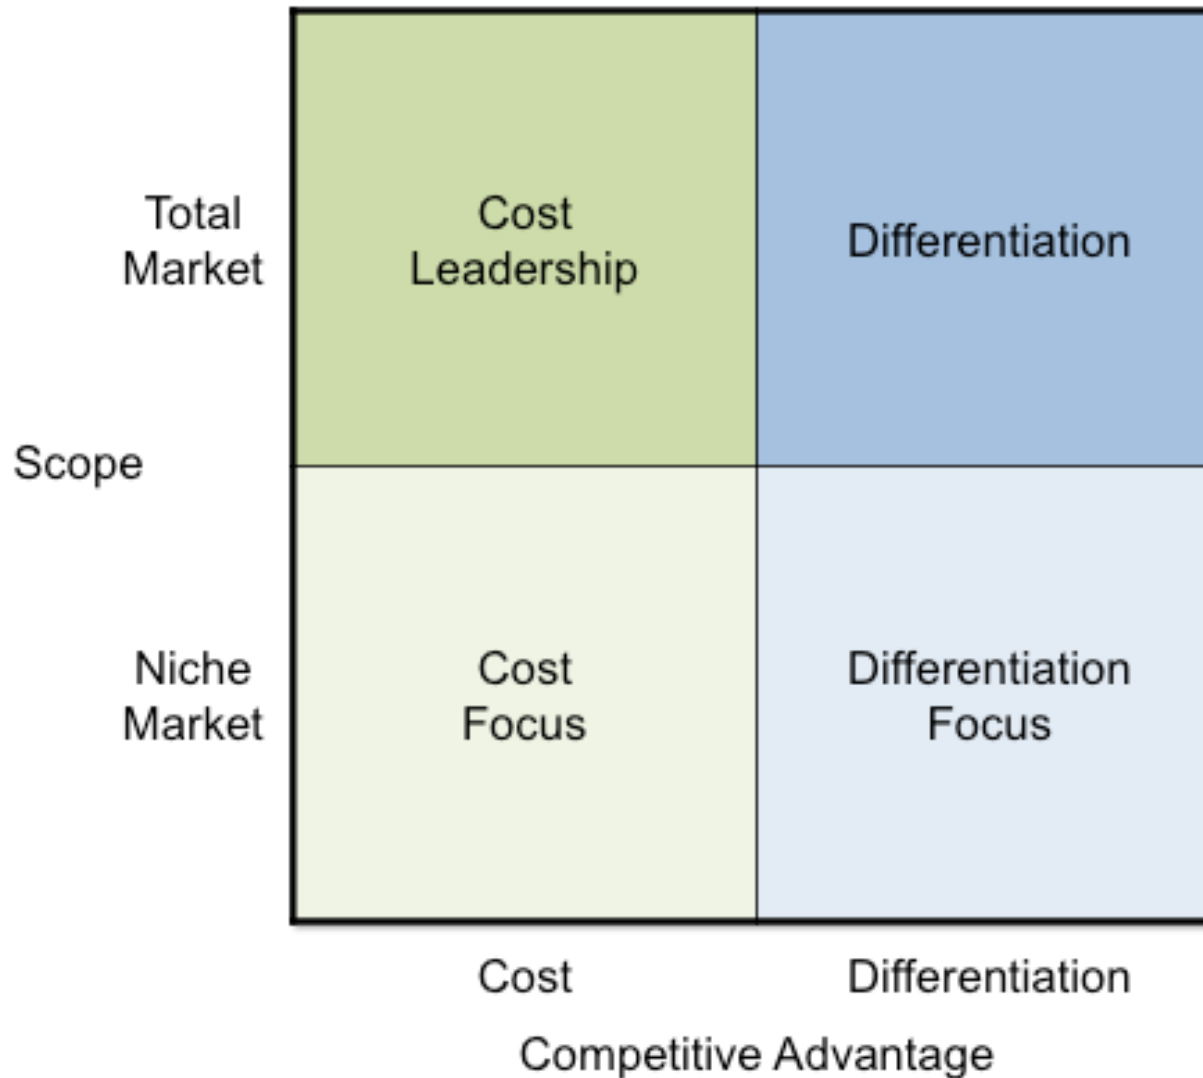 Total
Market
Cost
Leadership
Differentiation
Scope
Niche
Market
Cost
Focus
Differentiation
Focus
Cost
Differentiation
Competitive Advantage